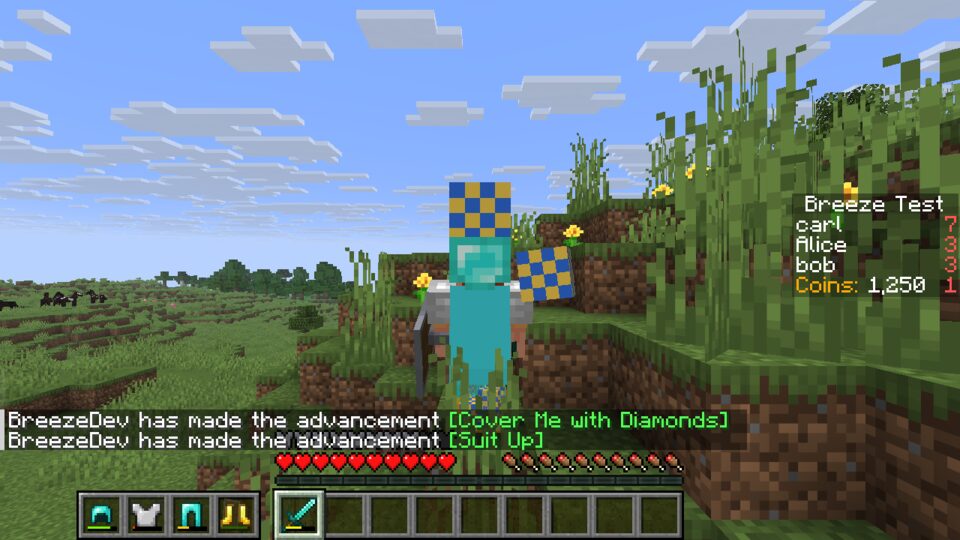 Breeze Test
carl 7
Alice 3
bob 3
Coins: 1,250 1
BreezeDev has made the advancement [Cover Me with Diamonds]
BreezeDev has made the advancement [Suit Up]